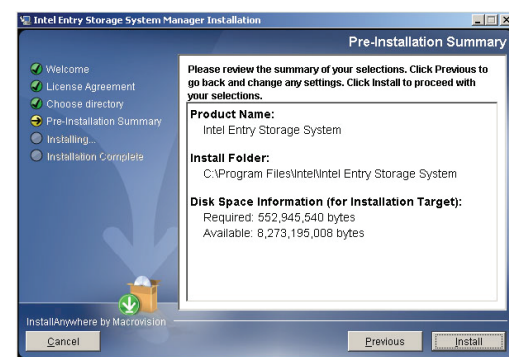 Intel Entry Storage System Manager Installation
Pre-Installation Summary
Welcome
License Agreement
Choose directory
Pre-Installation Summary
Installing...
Installation Complete
Please review the summary of your selections. Click Previous to
go back and change any settings. Click Install to proceed with
your selections.
Product Name:
Intel Entry Storage System
Install Folder:
C:\Program Files\Intel\Intel Entry Storage System
Disk Space Information (for Installation Target):
Required: 552,945,540 bytes
Available: 8,273,195,008 bytes
InstallAnywhere by Macrovision
Cancel
Previous
Install